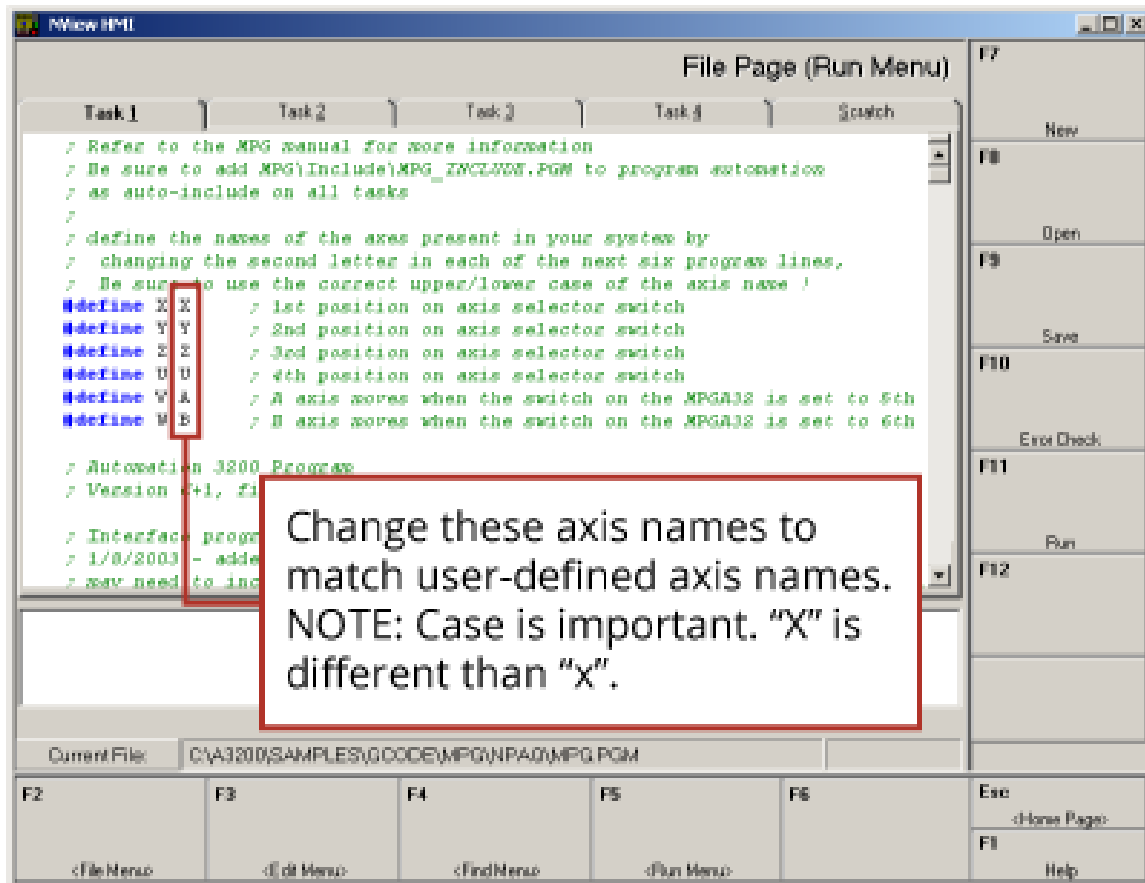 NView HMI
File Page (Run Menu)
Task 1 Task 2 Task 3 Task 4 Scratch
; Refer to the MPG manual for more information
; Be sure to add MPG\Include\MPG_INCLUDE.PGM to program automation
; as auto-include on all tasks
;
; define the names of the axes present in your system by
; changing the second letter in each of the next six program lines,
; Be sure to use the correct upper/lower case of the axis name !
#define X X ; 1st position on axis selector switch
#define Y Y ; 2nd position on axis selector switch
#define Z Z ; 3rd position on axis selector switch
#define U U ; 4th position on axis selector switch
#define V A ; A axis moves when the switch on the MPGA32 is set to 5th
#define W B ; B axis moves when the switch on the MPGA32 is set to 6th
; Automation 3200 Program
; Version
; Interface
; 1/8/2003 - adde
; may need to inc
Change these axis names to
match user-defined axis names.
NOTE: Case is important. “X” is
different than “x”.
Current File: C:\A3200\SAMPLES\GCODE\MPG\NPAQ\MPG.PGM
F7
New
F8
Open
F9
Save
F10
Error Check
F11
Run
F12
F2 F3 F4 F5 F6
<File Menu> <Edit Menu> <Find Menu> <Run Menu>
Esc
<Home Page>
F1
Help